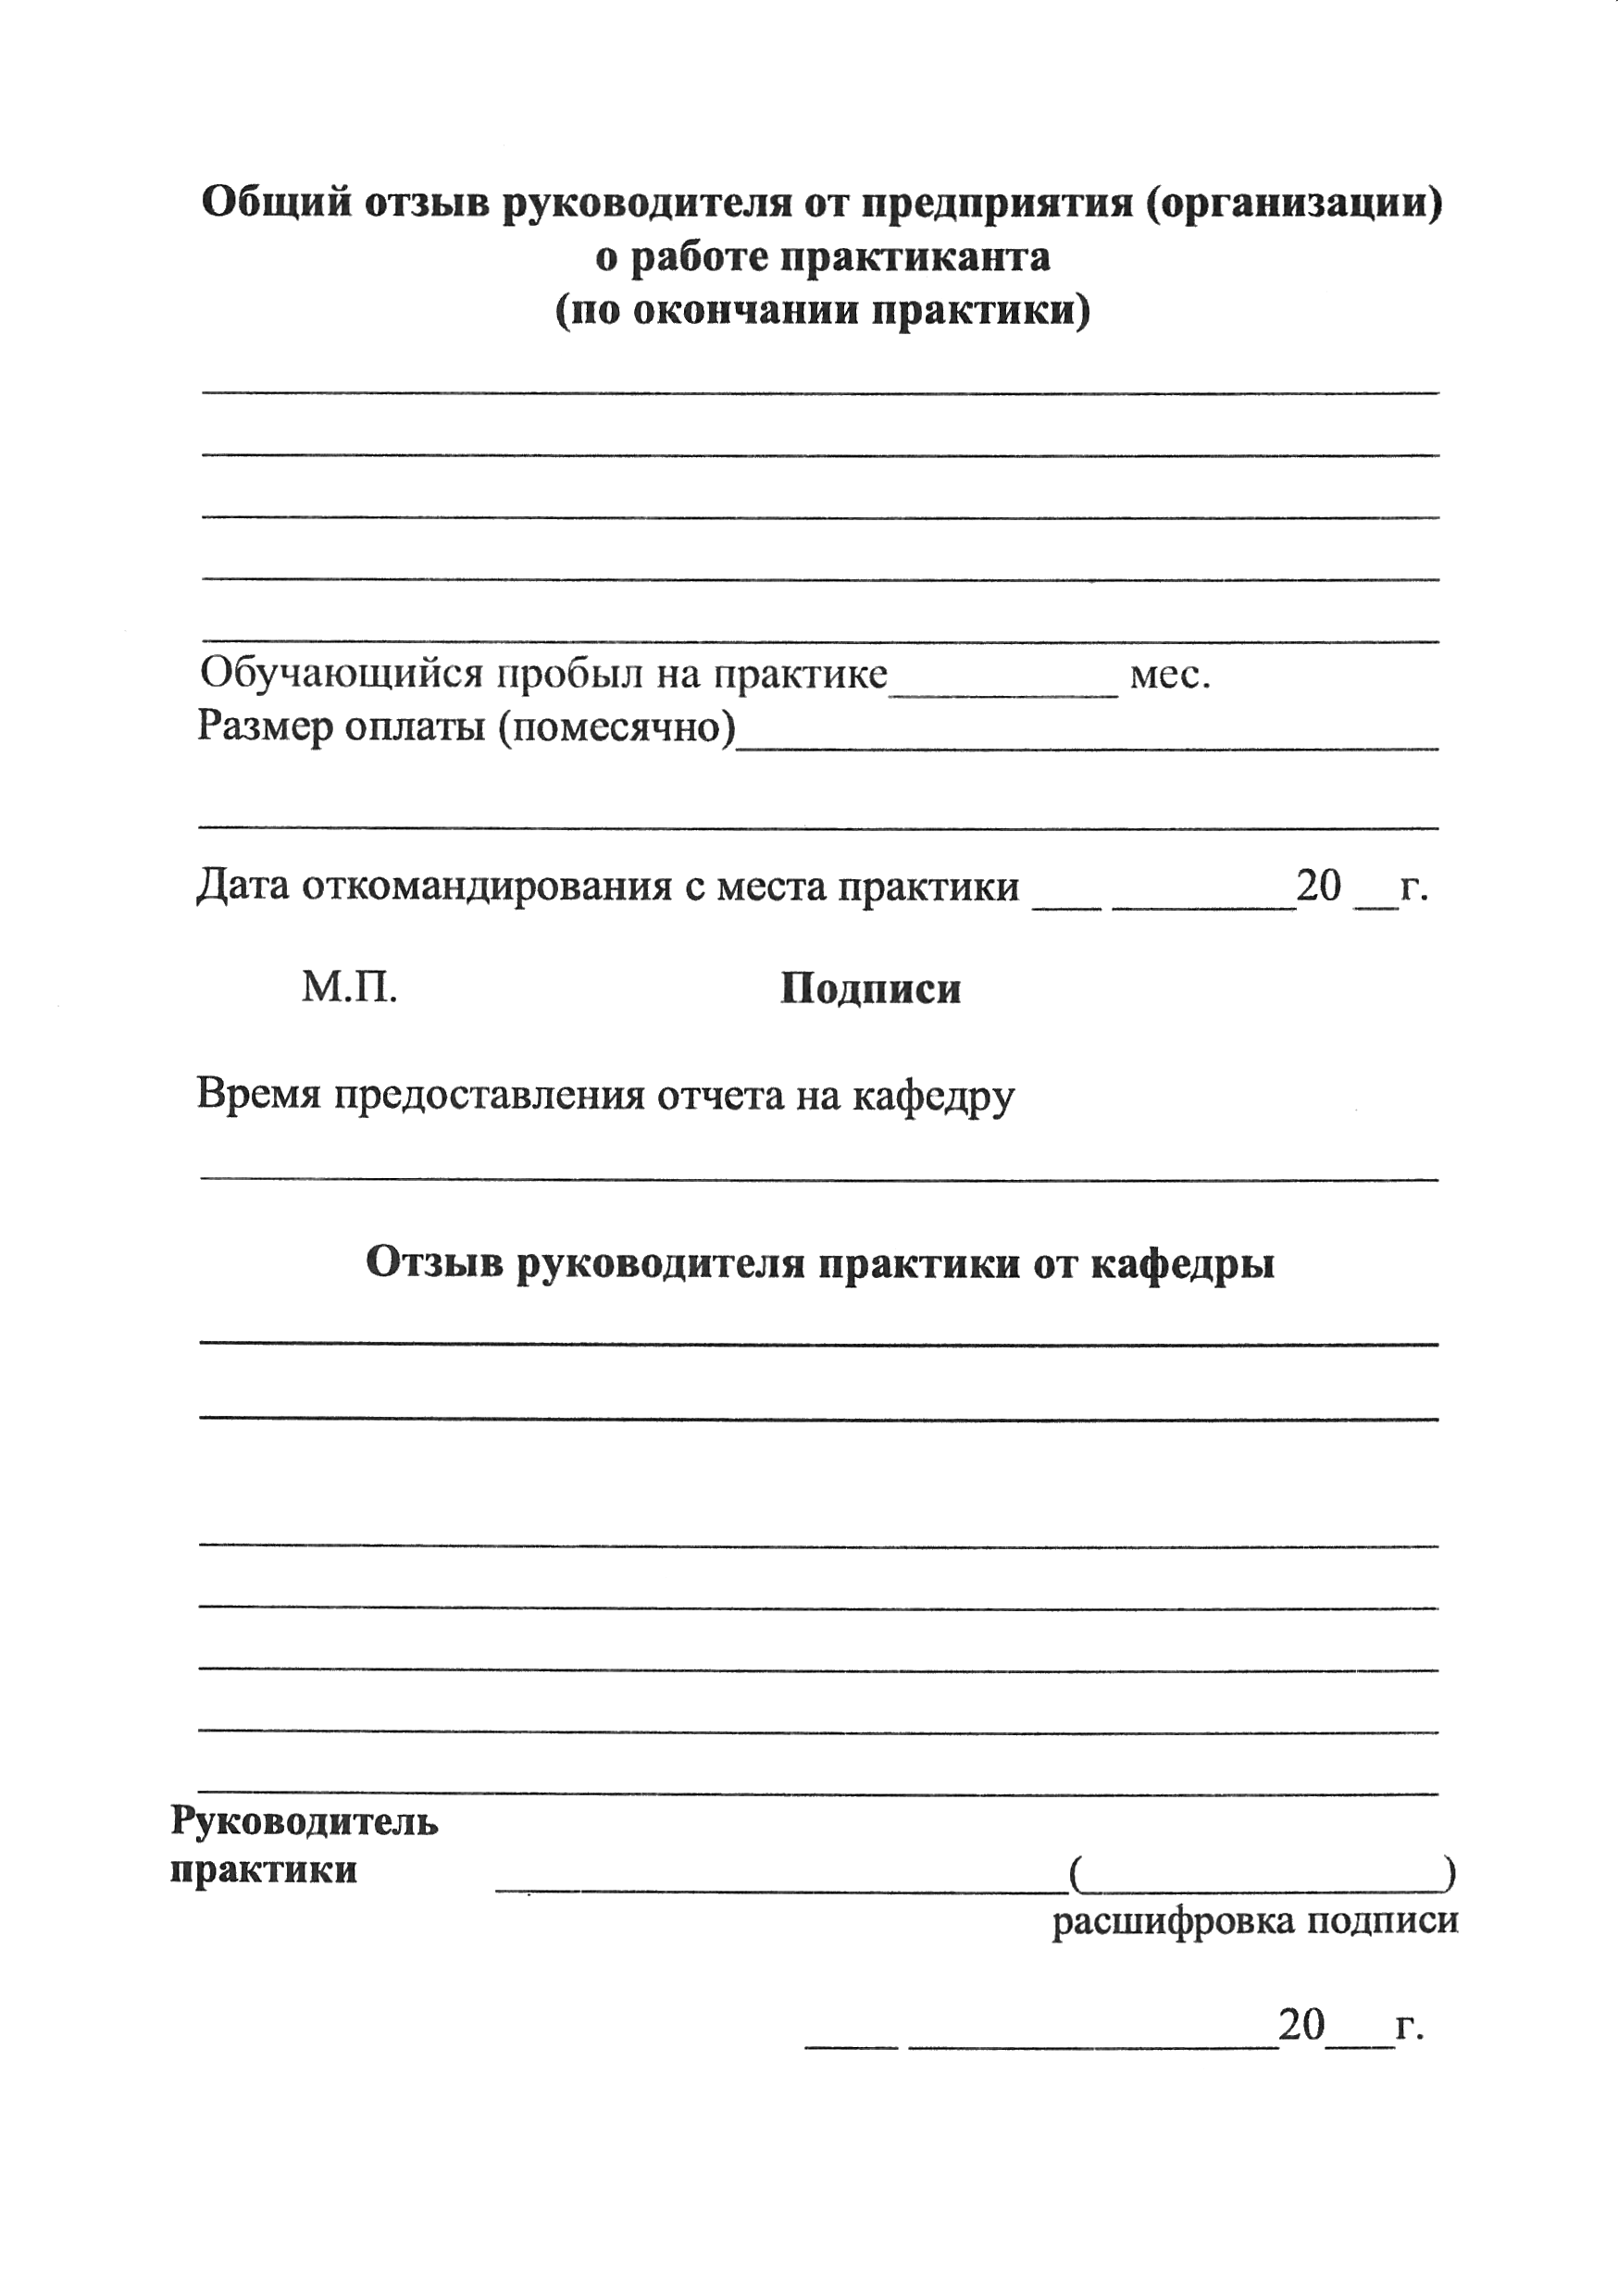 Общий отзыв руководителя от предприятия (организации)
о работе практиканта
(по окончании практики)
Обучающийся пробыл на практике__________ мес.
Размер оплаты (помесячно)______________________________
Дата откомандирования с места практики ___ ________20 __г.
М.П. Подписи
Время предоставления отчета на кафедру
Отзыв руководителя практики от кафедры
Руководитель
практики _________________________(________________)
расшифровка подписи
____ ________________20___г.